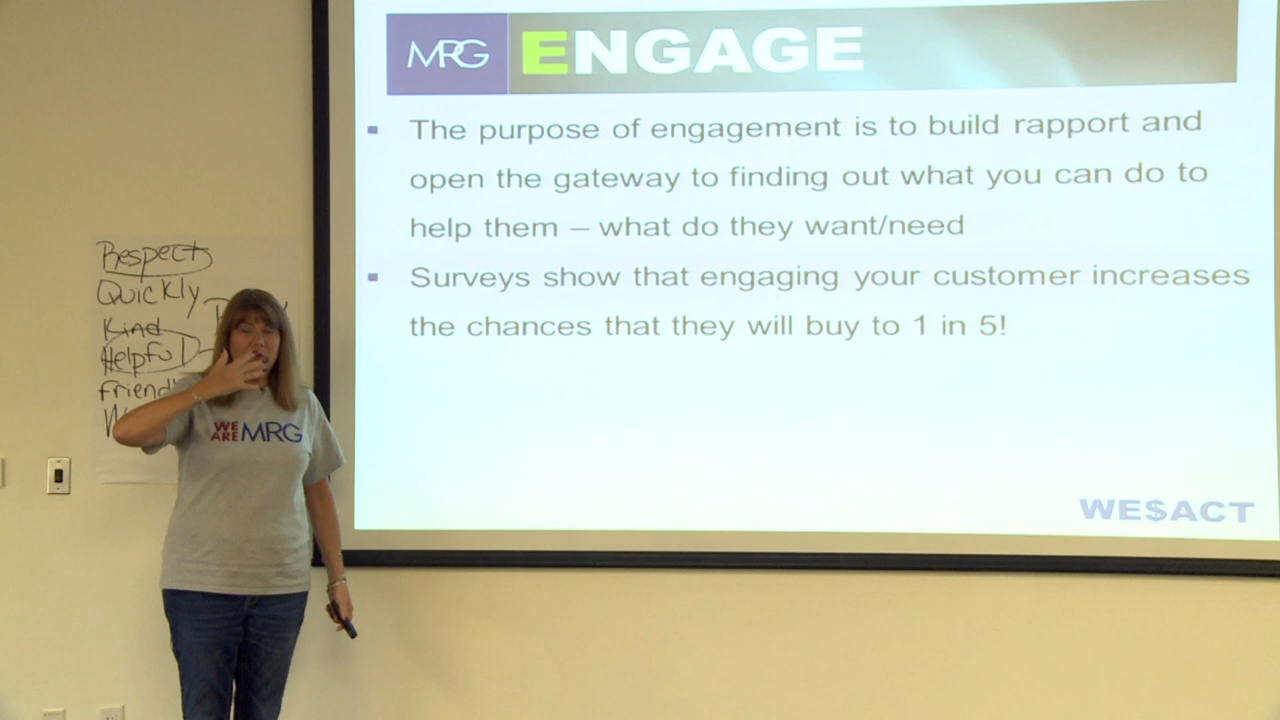 MRG ENGAGE
The purpose of engagement is to build rapport and
open the gateway to finding out what you can do to
help them – what do they want/need
Surveys show that engaging your customer increases
the chances that they will buy to 1 in 5!
WE$ACT
Respect
Quickly
Kind
Helpful
WE
ARE MRG